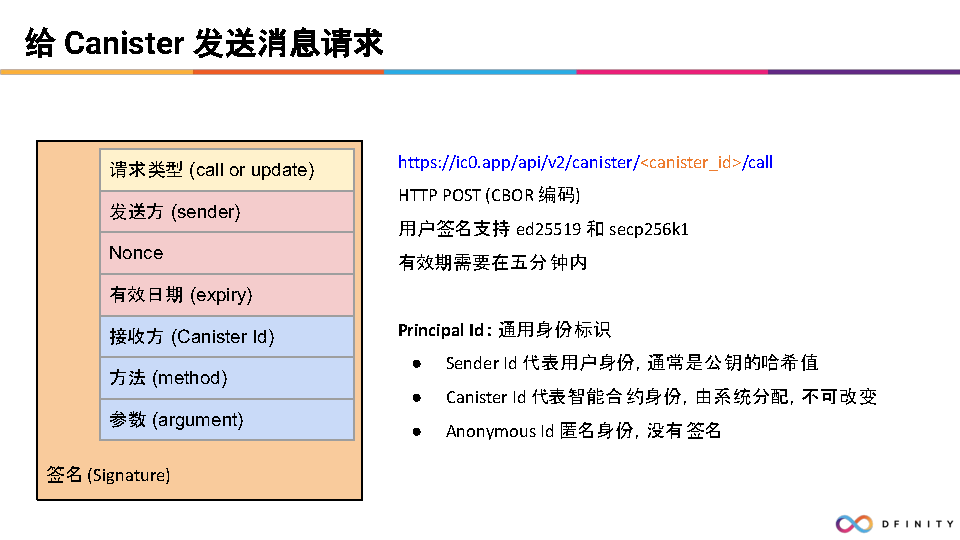 给 Canister 发送消息请求
请求类型 (call or update)
发送方 (sender)
Nonce
有效日期 (expiry)
接收方 (Canister Id)
方法 (method)
参数 (argument)
签名 (Signature)
https://ic0.app/api/v2/canister/<canister_id>/call
HTTP POST (CBOR 编码)
用户签名支持 ed25519 和 secp256k1
有效期需要在五分钟内
Principal Id：通用身份标识
● Sender Id 代表用户身份，通常是公钥的哈希值
● Canister Id 代表智能合约身份，由系统分配，不可改变
● Anonymous Id 匿名身份，没有签名
DFINITY